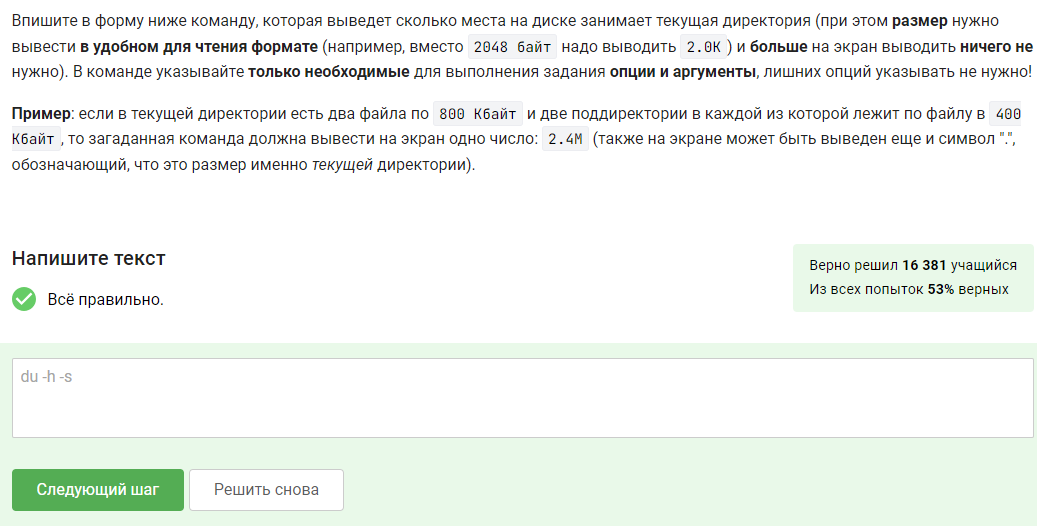 Впишите в форму ниже команду, которая выведет сколько места на диске занимает текущая директория (при этом размер нужно
вывести в удобном для чтения формате (например, вместо 2048 байт надо выводить 2.0K ) и больше на экран выводить ничего не
нужно). В команде указывайте только необходимые для выполнения задания опции и аргументы, лишних опций указывать не нужно!
Пример: если в текущей директории есть два файла по 800 Кбайт и две поддиректории в каждой из которой лежит по файлу в 400
Кбайт , то загаданная команда должна вывести на экран одно число: 2.4M (также на экране может быть выведен еще и символ ".",
обозначающий, что это размер именно текущей директории).
Напишите текст
Всё правильно.
Верно решил 16 381 учащийся
Из всех попыток 53% верных
du -h -s
Следующий шаг
Решить снова